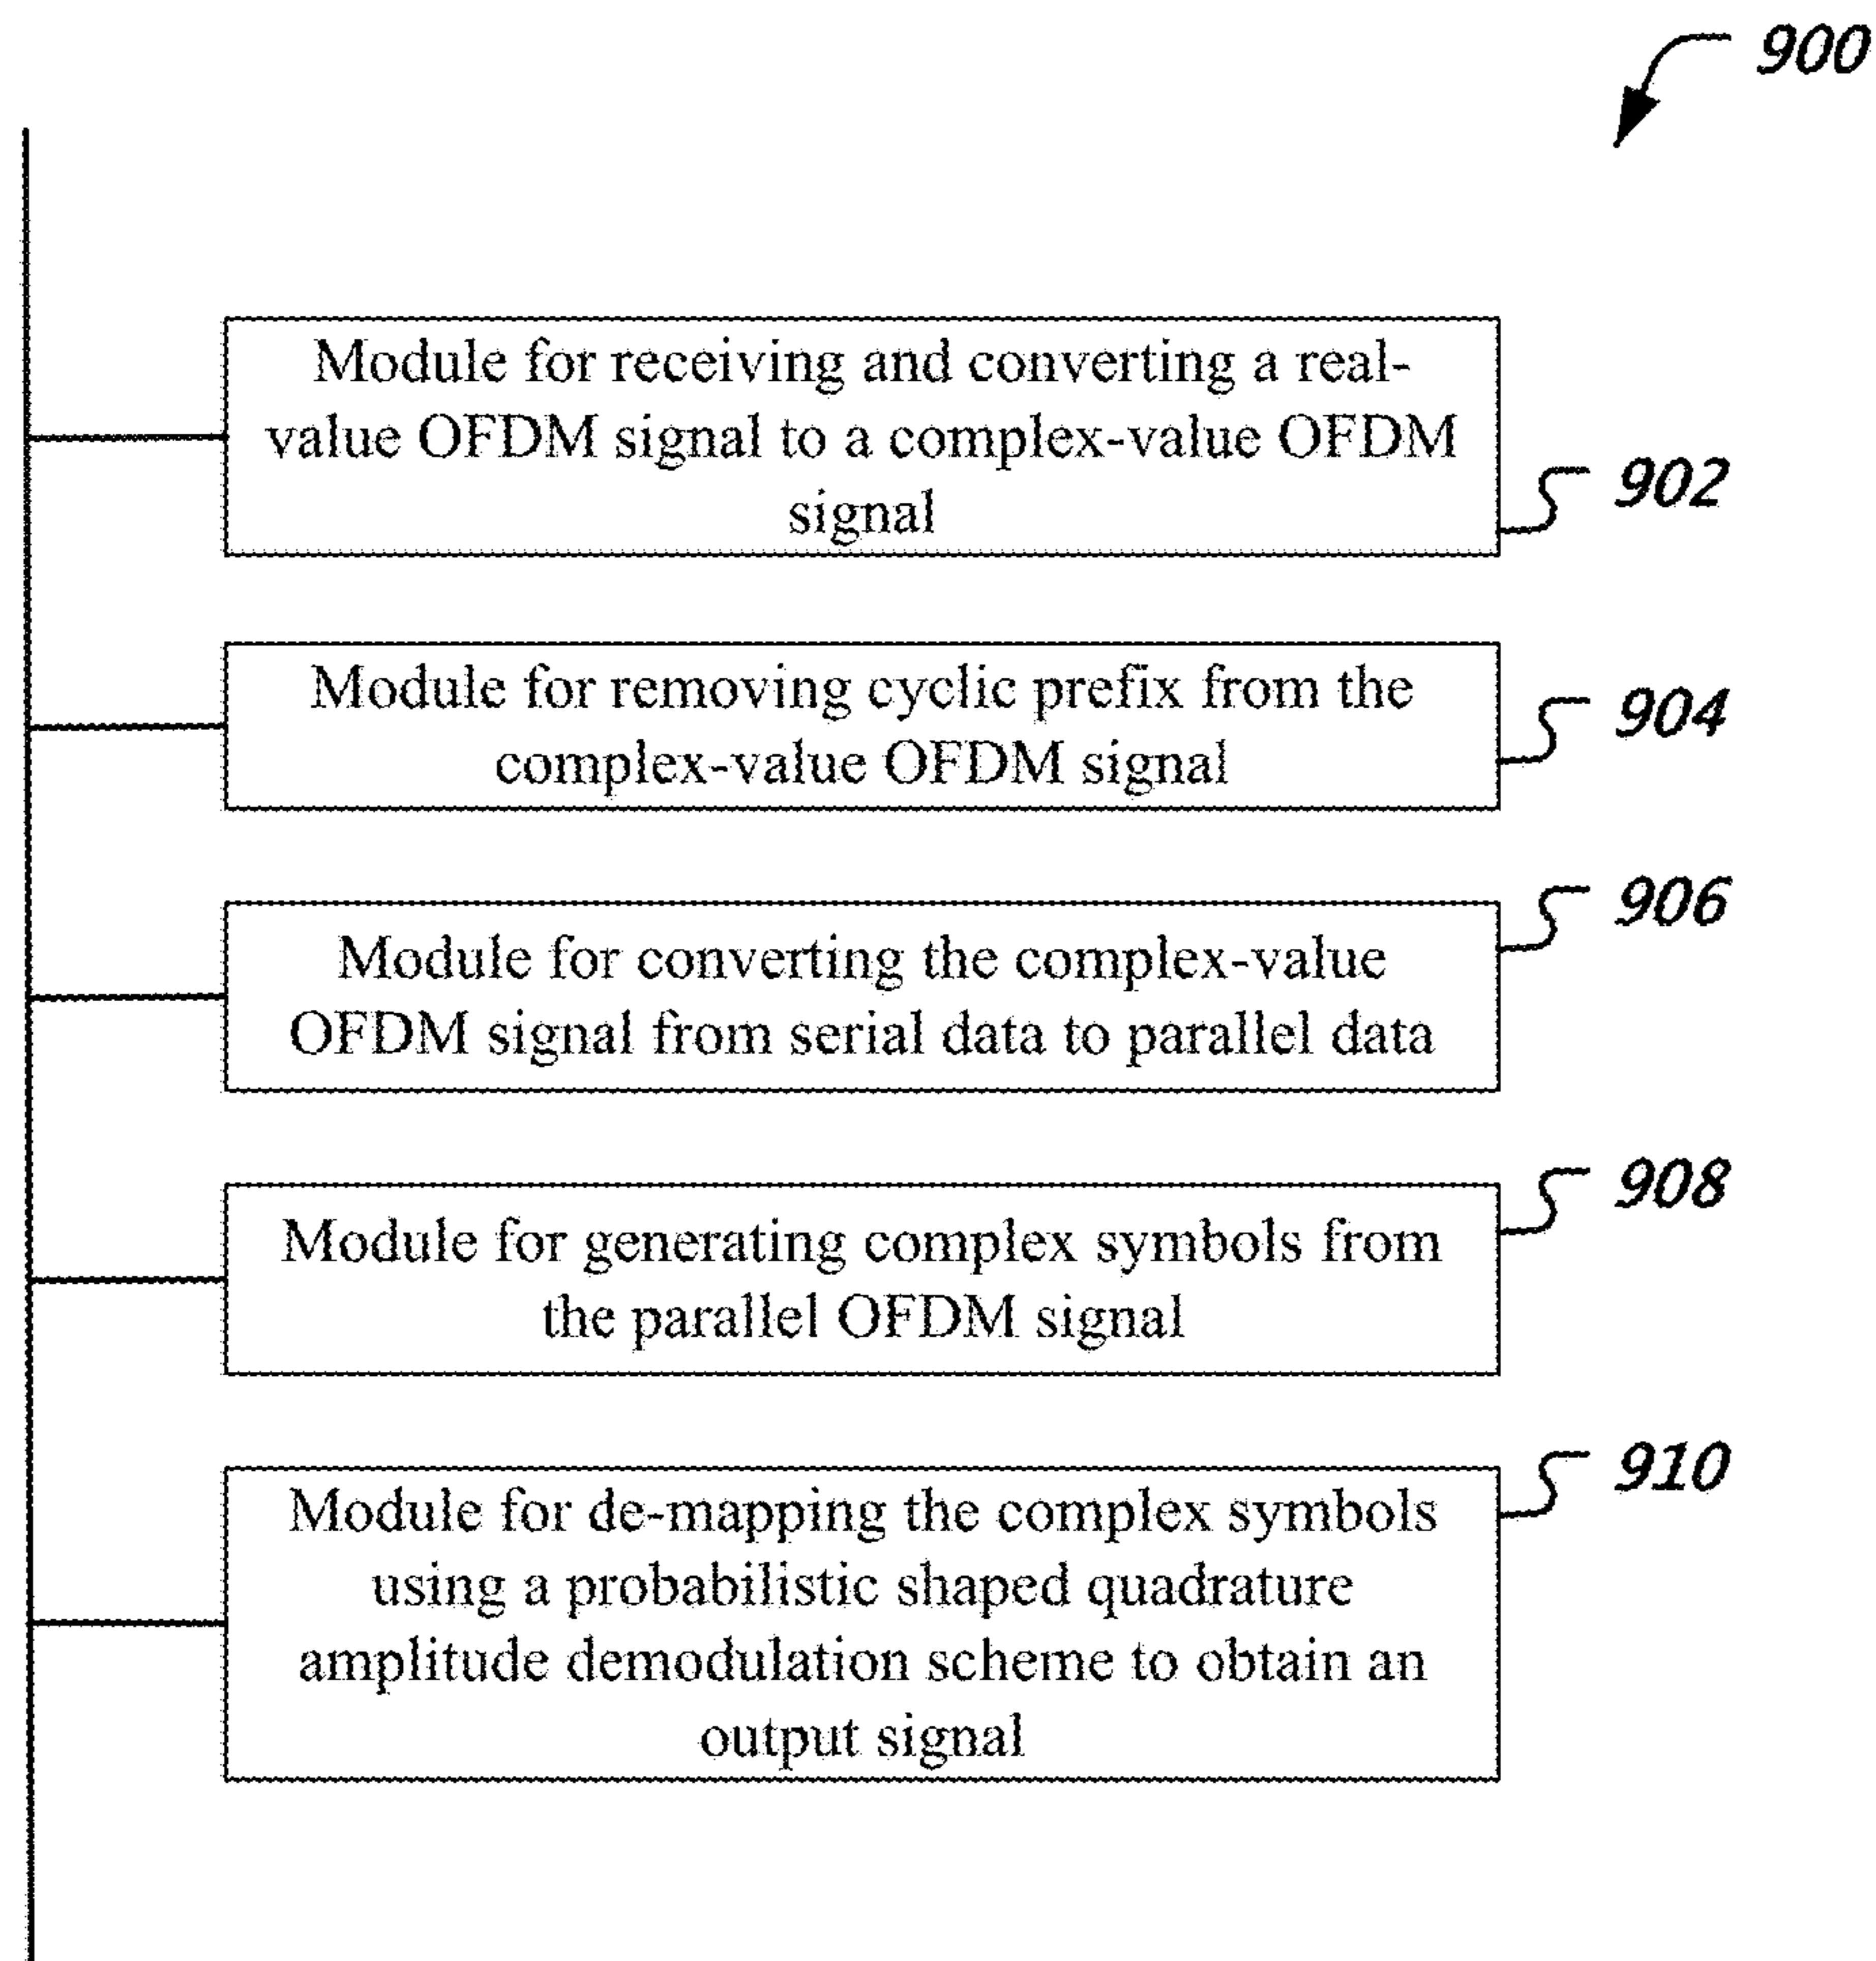 900
Module for receiving and converting a real-
value OFDM signal to a complex-value OFDM
signal
902
Module for removing cyclic prefix from the
complex-value OFDM signal
904
906
Module for converting the complex-value
OFDM signal from serial data to parallel data
908
Module for generating complex symbols from
the parallel OFDM signal
910
Module for de-mapping the complex symbols
using a probabilistic shaped quadrature
amplitude demodulation scheme to obtain an
output signal